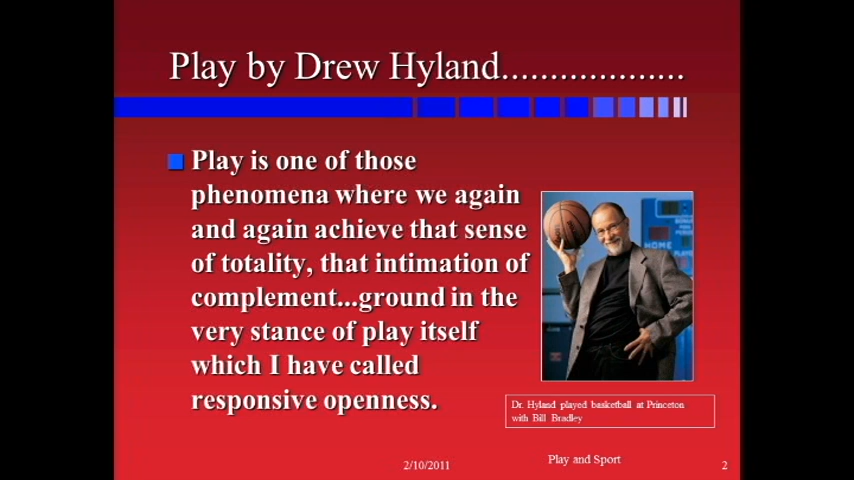 Play by Drew Hyland...................
Play is one of those
phenomena where we again
and again achieve that sense
of totality, that intimation of
complement...ground in the
very stance of play itself
which I have called
responsive openness.
HOME
Dr. Hyland played basketball at Princeton
with Bill Bradley
2/10/2011
Play and Sport
2